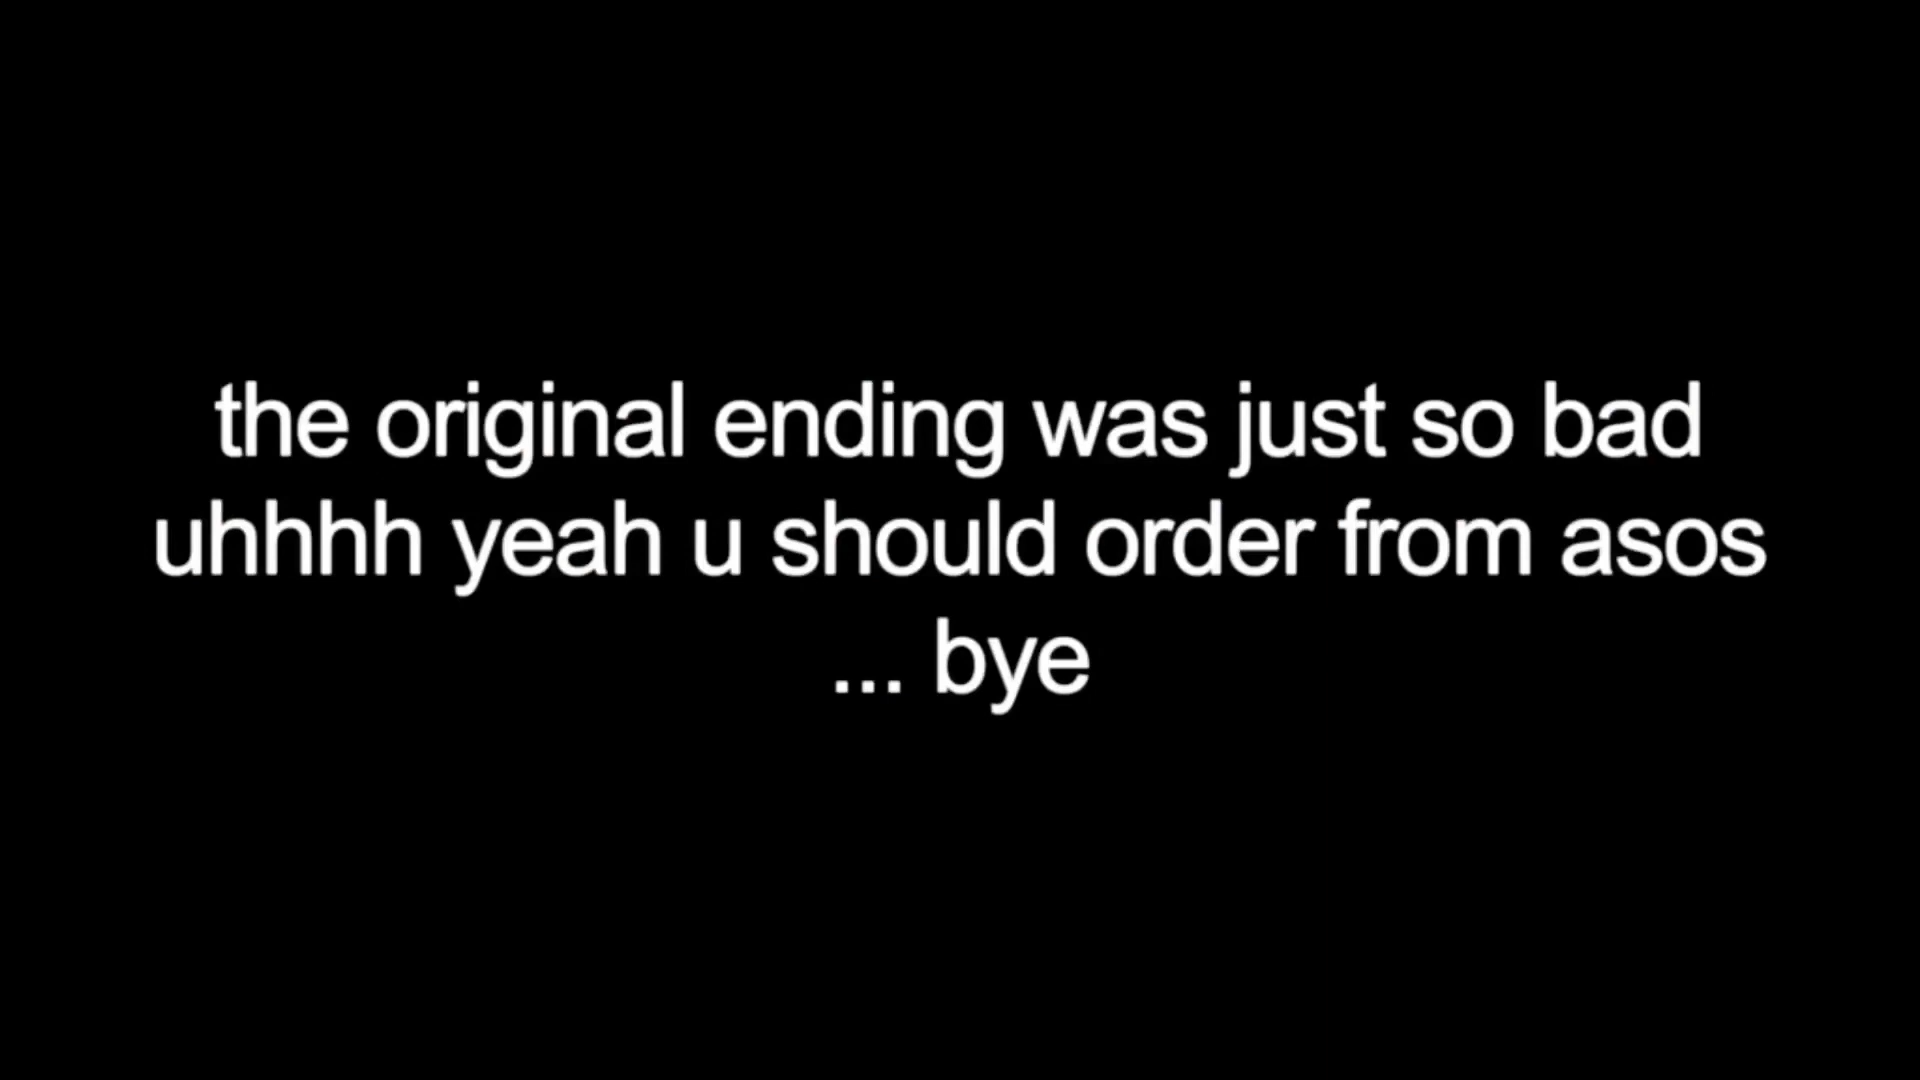 the original ending was just so bad
uhhhh yeah u should order from asos
... bye